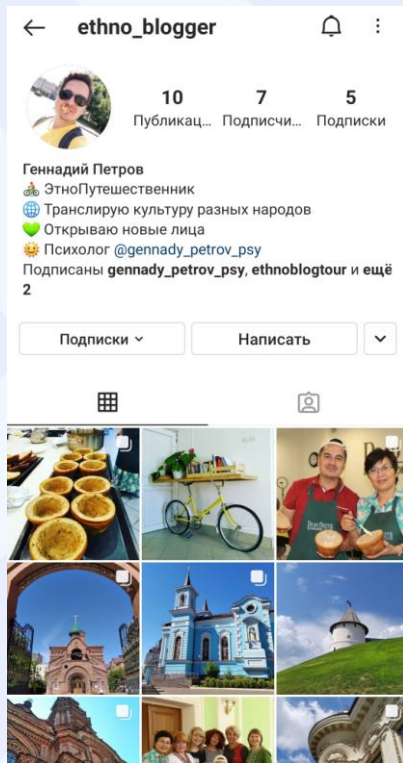 ethno_blogger
10 7 5
Публикац... Подписчи... Подписки
Геннадий Петров
ЭтноПутешественник
Транслирую культуру разных народов
Открываю новые лица
Психолог @gennady_petrov_psy
Подписаны gennady_petrov_psy, ethnoblogtour и ещё
2
Подписки
Написать